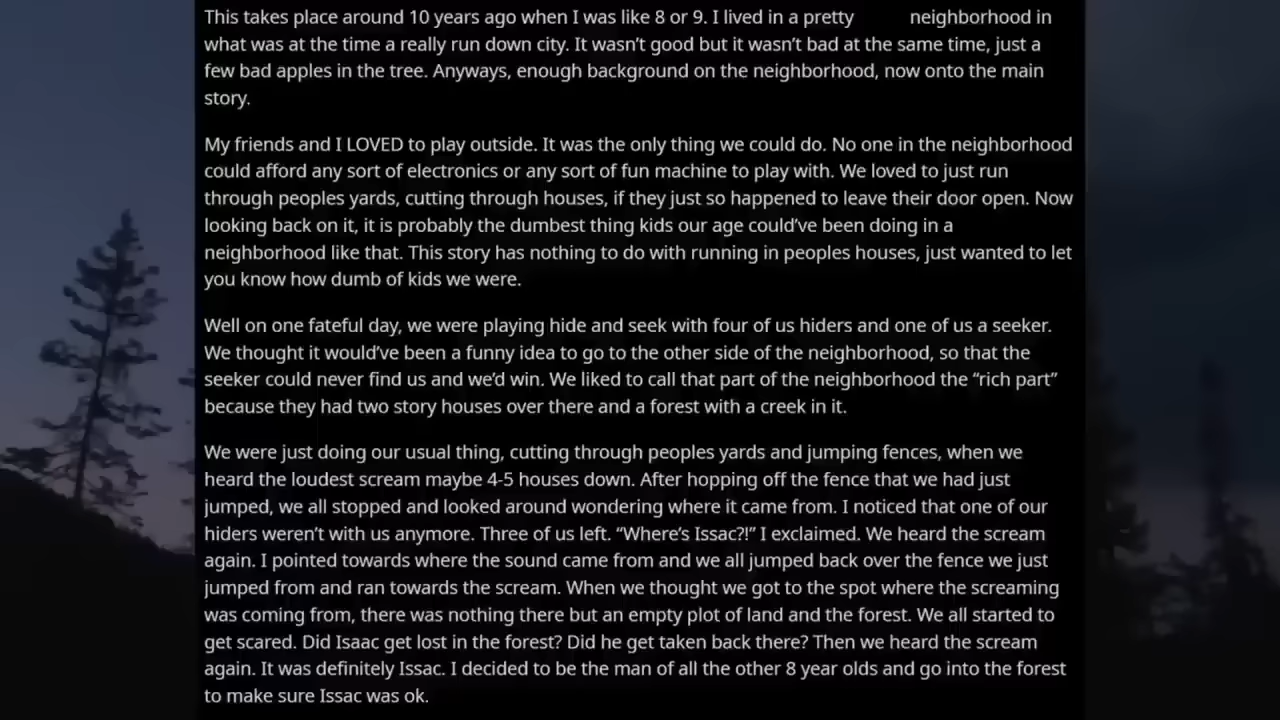 This takes place around 10 years ago when I was like 8 or 9. I lived in a pretty neighborhood in
what was at the time a really run down city. It wasn’t good but it wasn’t bad at the same time, just a
few bad apples in the tree. Anyways, enough background on the neighborhood, now onto the main
story.
My friends and I LOVED to play outside. It was the only thing we could do. No one in the neighborhood
could afford any sort of electronics or any sort of fun machine to play with. We loved to just run
through peoples yards, cutting through houses, if they just so happened to leave their door open. Now
looking back on it, it is probably the dumbest thing kids our age could’ve been doing in a
neighborhood like that. This story has nothing to do with running in peoples houses, just wanted to let
you know how dumb of kids we were.
Well on one fateful day, we were playing hide and seek with four of us hiders and one of us a seeker.
We thought it would’ve been a funny idea to go to the other side of the neighborhood, so that the
seeker could never find us and we’d win. We liked to call that part of the neighborhood the “rich part”
because they had two story houses over there and a forest with a creek in it.
We were just doing our usual thing, cutting through peoples yards and jumping fences, when we
heard the loudest scream maybe 4-5 houses down. After hopping off the fence that we had just
jumped, we all stopped and looked around wondering where it came from. I noticed that one of our
hiders weren’t with us anymore. Three of us left. “Where’s Issac?!” I exclaimed. We heard the scream
again. I pointed towards where the sound came from and we all jumped back over the fence we just
jumped from and ran towards the scream. When we thought we got to the spot where the screaming
was coming from, there was nothing there but an empty plot of land and the forest. We all started to
get scared. Did Isaac get lost in the forest? Did he get taken back there? Then we heard the scream
again. It was definitely Issac. I decided to be the man of all the other 8 year olds and go into the forest
to make sure Issac was ok.